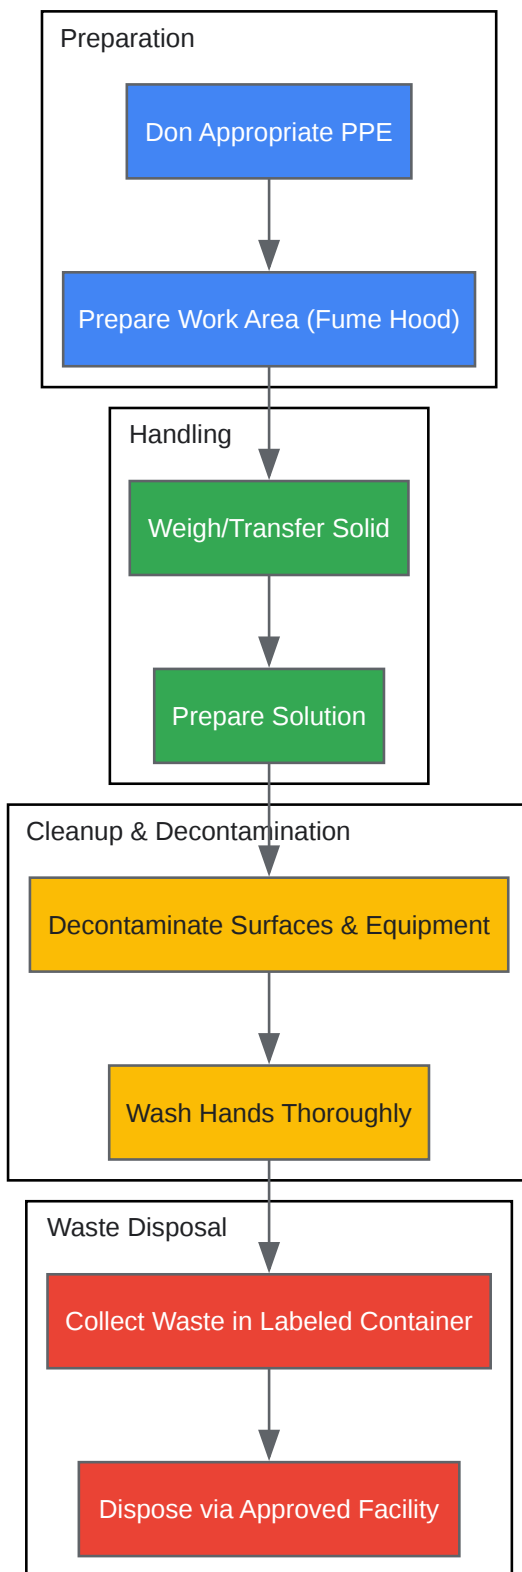 Preparation
Don Appropriate PPE
Prepare Work Area (Fume Hood)
Handling
Weigh/Transfer Solid
Prepare Solution
Cleanup & Decontamination
Decontaminate Surfaces & Equipment
Wash Hands Thoroughly
Waste Disposal
Collect Waste in Labeled Container
Dispose via Approved Facility